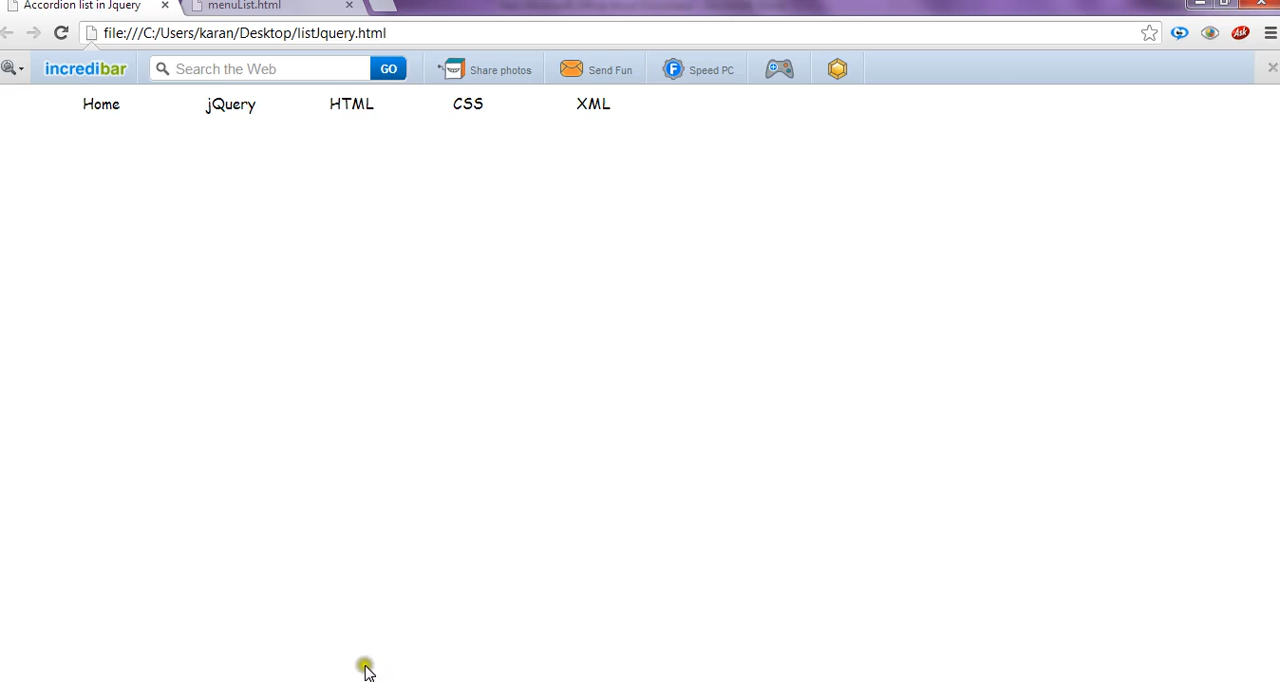 Accordion list in Jquery menuList.html
file:///C:/Users/karan/Desktop/listJquery.html Ask
incredibar Search the Web GO Share photos Send Fun F Speed PC
Home jQuery HTML CSS XML